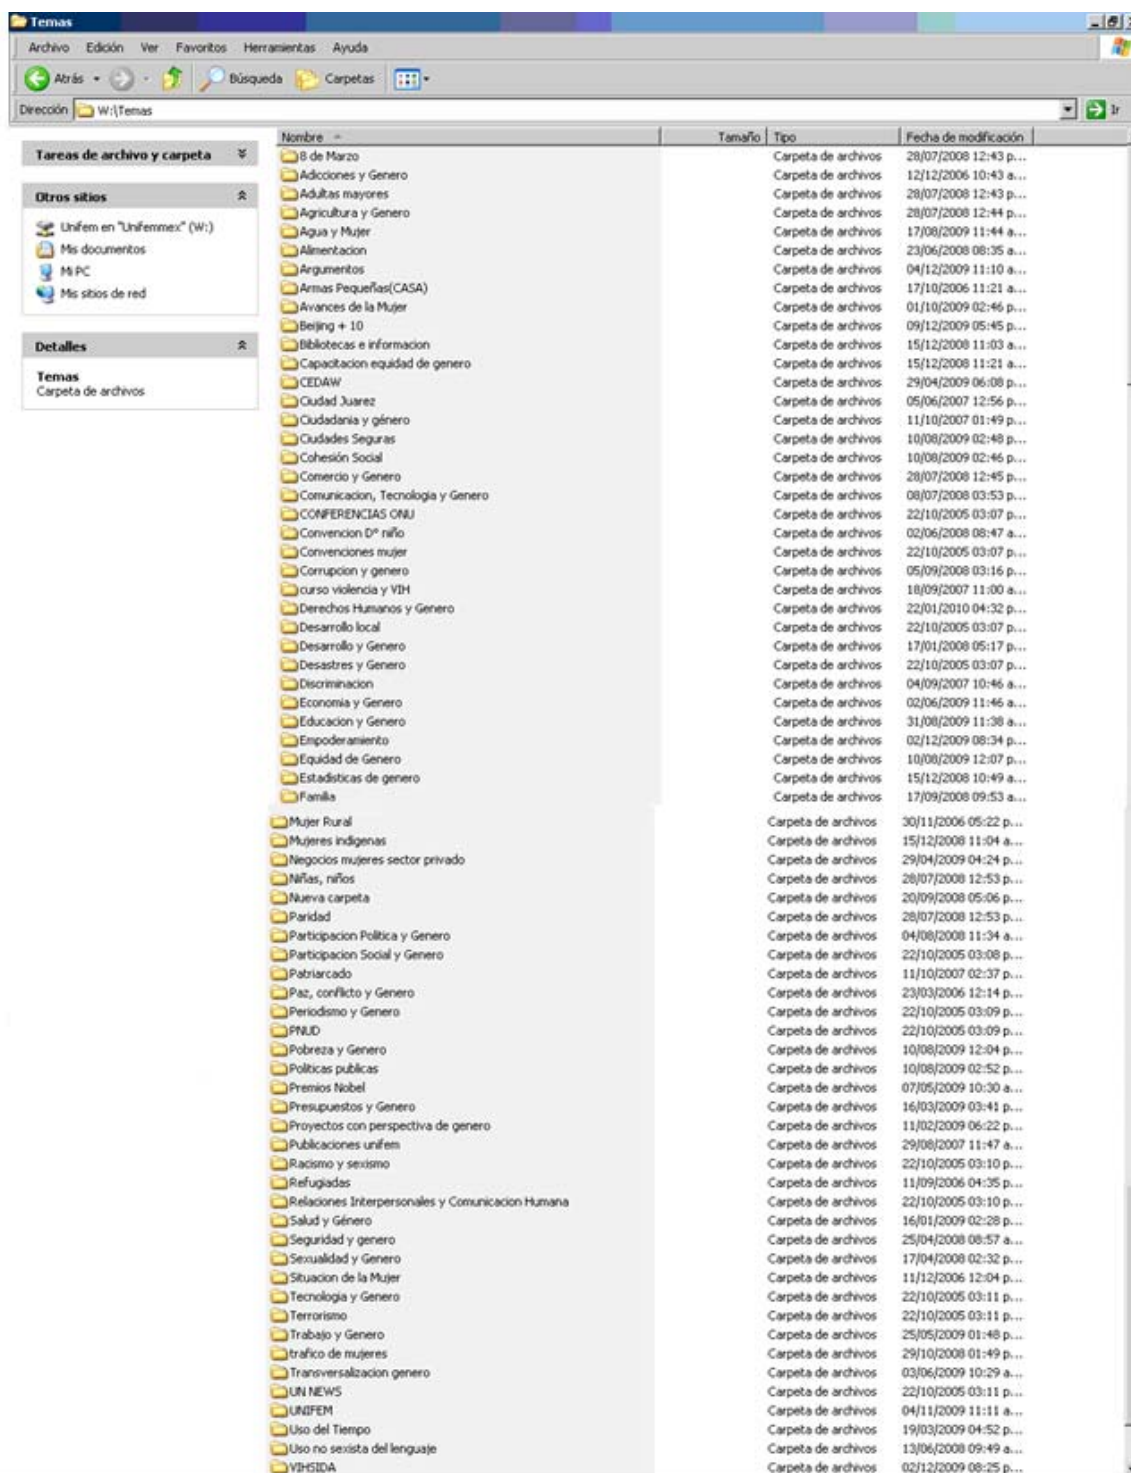 Temas
Archivo Edición Ver Favoritos Herramientas Ayuda
Atrás Búsqueda Carpetas
Dirección W:\Temas Ir
Nombre Tamaño Tipo Fecha de modificación
Tareas de archivo y carpeta
Otros sitios
Unifem en "Unifemmex" (W:)
Mis documentos
Mi PC
Mis sitios de red
Detalles
Temas
Carpeta de archivos
8 de Marzo Carpeta de archivos 28/07/2008 12:43 p...
Adicciones y Genero Carpeta de archivos 12/12/2006 10:43 a...
Adultas mayores Carpeta de archivos 28/07/2008 12:43 p...
Agricultura y Genero Carpeta de archivos 28/07/2008 12:44 p...
Agua y Mujer Carpeta de archivos 17/08/2009 11:44 a...
Alimentacion Carpeta de archivos 23/06/2008 08:35 a...
Argumentos Carpeta de archivos 04/12/2009 11:10 a...
Armas Pequeñas(CASA) Carpeta de archivos 17/10/2006 11:21 a...
Avances de la Mujer Carpeta de archivos 01/10/2009 02:46 p...
Beijing + 10 Carpeta de archivos 09/12/2009 05:45 p...
Bibliotecas e informacion Carpeta de archivos 15/12/2008 11:03 a...
Capacitacion equidad de genero Carpeta de archivos 15/12/2008 11:21 a...
CEDAW Carpeta de archivos 29/04/2009 06:08 p...
Ciudad Juarez Carpeta de archivos 05/06/2007 12:56 p...
Ciudadania y género Carpeta de archivos 11/10/2007 01:49 p...
Ciudades Seguras Carpeta de archivos 10/08/2009 02:48 p...
Cohesión Social Carpeta de archivos 10/08/2009 02:46 p...
Comercio y Genero Carpeta de archivos 28/07/2008 12:45 p...
Comunicacion, Tecnologia y Genero Carpeta de archivos 08/07/2008 03:53 p...
CONFERENCIAS ONU Carpeta de archivos 22/10/2005 03:07 p...
Convencion Dº niño Carpeta de archivos 02/06/2008 08:47 a...
Convenciones mujer Carpeta de archivos 22/10/2005 03:07 p...
Corrupcion y genero Carpeta de archivos 05/09/2008 03:16 p...
curso violencia y VIH Carpeta de archivos 18/09/2007 11:00 a...
Derechos Humanos y Genero Carpeta de archivos 22/01/2010 04:32 p...
Desarrollo local Carpeta de archivos 22/10/2005 03:07 p...
Desarrollo y Genero Carpeta de archivos 17/01/2008 05:17 p...
Desastres y Genero Carpeta de archivos 22/10/2005 03:07 p...
Discriminacion Carpeta de archivos 04/09/2007 10:46 a...
Economia y Genero Carpeta de archivos 02/06/2009 11:46 a...
Educacion y Genero Carpeta de archivos 31/08/2009 11:38 a...
Empoderamiento Carpeta de archivos 02/12/2009 08:34 p...
Equidad de Genero Carpeta de archivos 10/08/2009 12:07 p...
Estadisticas de genero Carpeta de archivos 15/12/2008 10:49 a...
Familia Carpeta de archivos 17/09/2008 09:53 a...
Mujer Rural Carpeta de archivos 30/11/2006 05:22 p...
Mujeres indigenas Carpeta de archivos 15/12/2008 11:04 a...
Negocios mujeres sector privado Carpeta de archivos 29/04/2009 04:24 p...
Niñas, niños Carpeta de archivos 28/07/2008 12:53 p...
Nueva carpeta Carpeta de archivos 20/09/2008 05:06 p...
Paridad Carpeta de archivos 28/07/2008 12:53 p...
Participacion Politica y Genero Carpeta de archivos 04/08/2008 11:34 a...
Participacion Social y Genero Carpeta de archivos 22/10/2005 03:08 p...
Patriarcado Carpeta de archivos 11/10/2007 02:37 p...
Paz, conflicto y Genero Carpeta de archivos 23/03/2006 12:14 p...
Periodismo y Genero Carpeta de archivos 22/10/2005 03:09 p...
PNUD Carpeta de archivos 22/10/2005 03:09 p...
Pobreza y Genero Carpeta de archivos 10/08/2009 12:04 p...
Politicas publicas Carpeta de archivos 10/08/2009 02:52 p...
Premios Nobel Carpeta de archivos 07/05/2009 10:30 a...
Presupuestos y Genero Carpeta de archivos 16/03/2009 03:41 p...
Proyectos con perspectiva de genero Carpeta de archivos 11/02/2009 06:22 p...
Publicaciones unifem Carpeta de archivos 29/08/2007 11:47 a...
Racismo y sexismo Carpeta de archivos 22/10/2005 03:10 p...
Refugiadas Carpeta de archivos 11/09/2006 04:35 p...
Relaciones Interpersonales y Comunicacion Humana Carpeta de archivos 22/10/2005 03:10 p...
Salud y Género Carpeta de archivos 16/01/2009 02:28 p...
Seguridad y genero Carpeta de archivos 25/04/2008 08:57 a...
Sexualidad y Genero Carpeta de archivos 17/04/2008 02:32 p...
Situacion de la Mujer Carpeta de archivos 11/12/2006 12:04 p...
Tecnologia y Genero Carpeta de archivos 22/10/2005 03:11 p...
Terrorismo Carpeta de archivos 22/10/2005 03:11 p...
Trabajo y Genero Carpeta de archivos 25/05/2009 01:48 p...
trafico de mujeres Carpeta de archivos 29/10/2008 01:49 p...
Transversalizacion genero Carpeta de archivos 03/06/2009 10:29 a...
UN NEWS Carpeta de archivos 22/10/2005 03:11 p...
UNIFEM Carpeta de archivos 04/11/2009 11:11 a...
Uso del Tiempo Carpeta de archivos 19/03/2009 04:52 p...
Uso no sexista del lenguaje Carpeta de archivos 13/06/2008 09:49 a...
VIHSIDA Carpeta de archivos 02/12/2009 08:25 p...